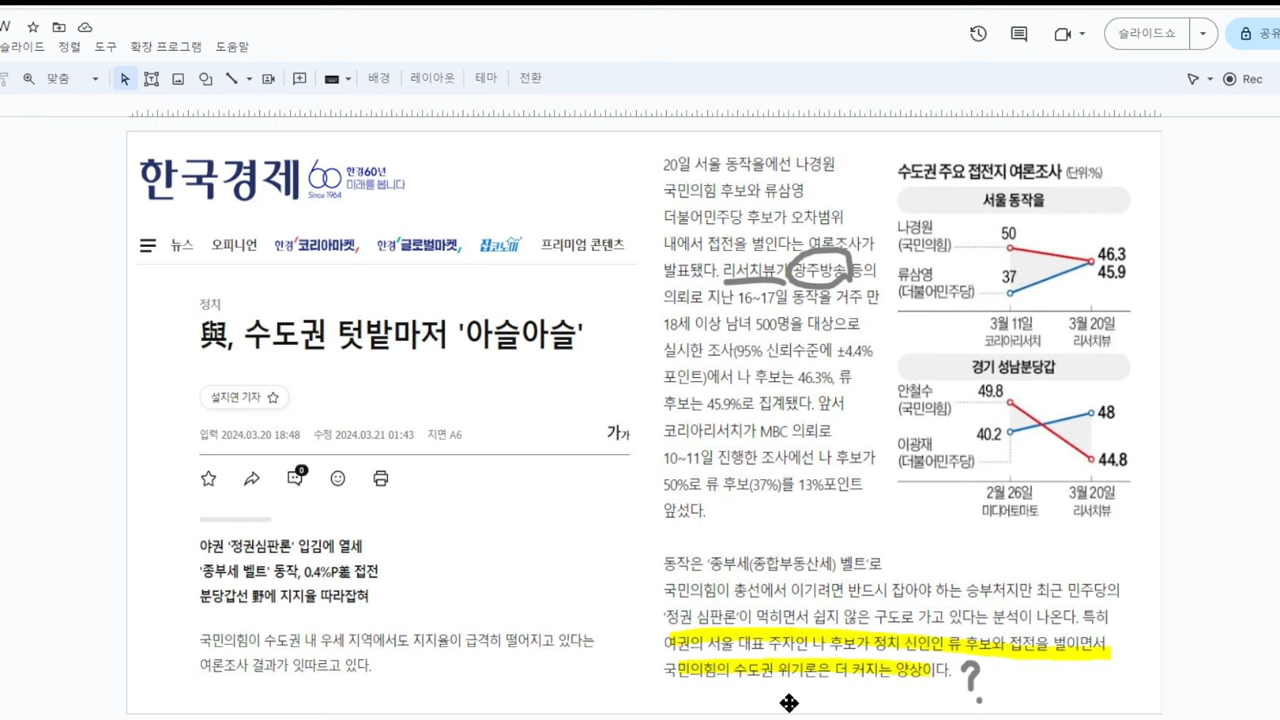 슬라이드 정렬 도구 확장 프로그램 도움말
슬라이드쇼
맞춤
배경 레이아웃 테마 전환
Rec
한국경제 60 Since 1964
한경60년
미래를 봅니다
뉴스 오피니언 한경 코리아마켓 한경 글로벌마켓 집코노미 프리미엄 콘텐츠
정치
與, 수도권 텃밭마저 '아슬아슬'
설지연 기자
입력 2024.03.20 18:48 수정 2024.03.21 01:43 지면 A6
가가
0
야권 '정권심판론' 입김에 열세
'종부세 벨트' 동작, 0.4%P差 접전
분당갑선 野에 지지율 따라잡혀
국민의힘이 수도권 내 우세 지역에서도 지지율이 급격히 떨어지고 있다는
여론조사 결과가 잇따르고 있다.
20일 서울 동작을에선 나경원
국민의힘 후보와 류삼영
더불어민주당 후보가 오차범위
내에서 접전을 벌인다는 여론조사가
발표됐다. 리서치뷰가 광주방송 등의
의뢰로 지난 16~17일 동작을 거주 만
18세 이상 남녀 500명을 대상으로
실시한 조사(95% 신뢰수준에 ±4.4%
포인트)에서 나 후보는 46.3%, 류
후보는 45.9%로 집계됐다. 앞서
코리아리서치가 MBC 의뢰로
10~11일 진행한 조사에선 나 후보가
50%로 류 후보(37%)를 13%포인트
앞섰다.
수도권 주요 접전지 여론조사 (단위:%)
서울 동작을
나경원
(국민의힘)
50
46.3
류삼영
(더불어민주당)
37
45.9
3월 11일
코리아리서치
3월 20일
리서치뷰
경기 성남분당갑
안철수
(국민의힘)
49.8
48
이광재
(더불어민주당)
40.2
44.8
2월 26일
미디어토마토
3월 20일
리서치뷰
동작은 '종부세(종합부동산세) 벨트'로
국민의힘이 총선에서 이기려면 반드시 잡아야 하는 승부처지만 최근 민주당의
'정권 심판론'이 먹히면서 쉽지 않은 구도로 가고 있다는 분석이 나온다. 특히
여권의 서울 대표 주자인 나 후보가 정치 신인인 류 후보와 접전을 벌이면서
국민의힘의 수도권 위기론은 더 커지는 양상이다. ?